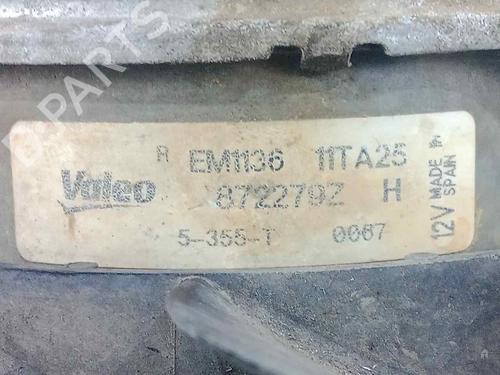 R EM1136 11TA25
Valeo 872279Z H
5-355-T 0067
12V MADE IN SPAIN
D-PARTS